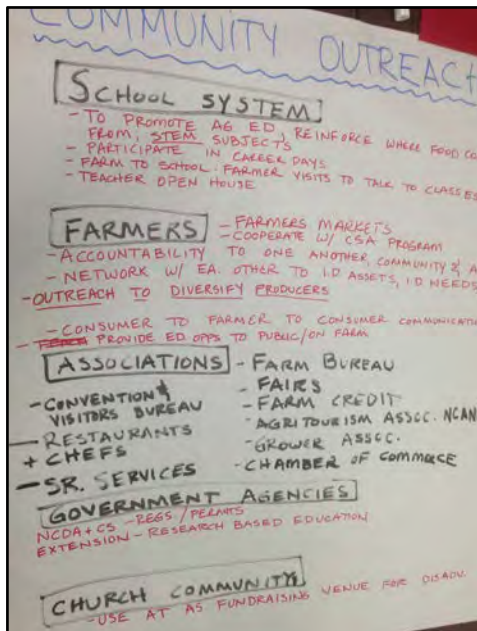 COMMUNITY OUTREACH
SCHOOL SYSTEM
- TO PROMOTE AG ED, REINFORCE WHERE FOOD CO
FROM, STEM SUBJECTS
- PARTICIPATE IN CAREER DAYS
- FARM TO SCHOOL: FARMER VISITS TO TALK TO CLASSES
- TEACHER OPEN HOUSE
FARMERS
- FARMERS MARKETS
- COOPERATE W/ CSA PROGRAM
- ACCOUNTABILITY TO ONE ANOTHER, COMMUNITY & A
- NETWORK W/ EA. OTHER TO I.D ASSETS, I.D NEEDS
- OUTREACH TO DIVERSIFY PRODUCERS
- CONSUMER TO FARMER TO CONSUMER COMMUNICATIO
- PROVIDE ED OPPS TO PUBLIC/ON FARM
ASSOCIATIONS
- CONVENTION &
VISITORS BUREAU
- RESTAURANTS
+ CHEFS
- SR. SERVICES
- FARM BUREAU
- FAIRS
- FARM CREDIT
- AGRITOURISM ASSOC. NCAN
- GROWER ASSOC.
- CHAMBER OF COMMERCE
GOVERNMENT AGENCIES
NCDA+CS - REGS./PERMITS
EXTENSION - RESEARCH BASED EDUCATION
CHURCH COMMUNITY
- USE AT AS FUNDRAISING VENUE FOR DISADV.